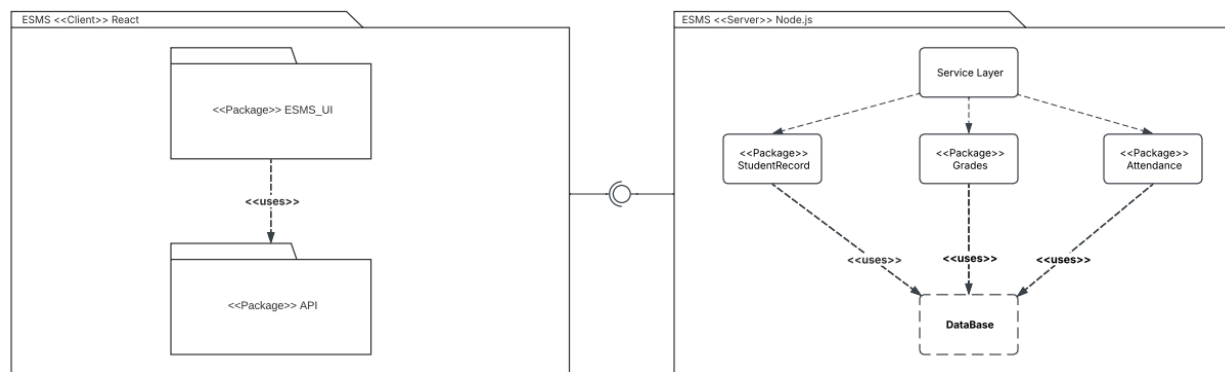 ESMS <<Client>> React
<<Package>> ESMS_UI
<<uses>>
<<Package>> API
ESMS <<Server>> Node.js
Service Layer
<<Package>>
StudentRecord
<<Package>>
Grades
<<Package>>
Attendance
<<uses>>
<<uses>>
<<uses>>
DataBase